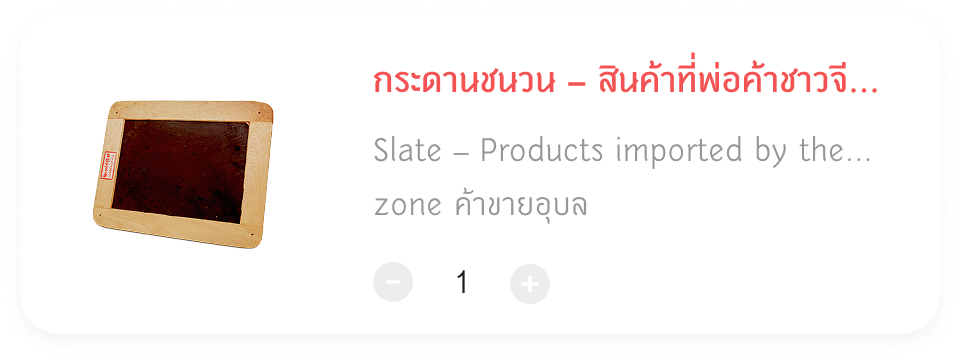 กระดานชนวน – สินค้าที่พ่อค้าชาวจี...
Slate – Products imported by the...
zone ค้าขายอุบล
- 1 +